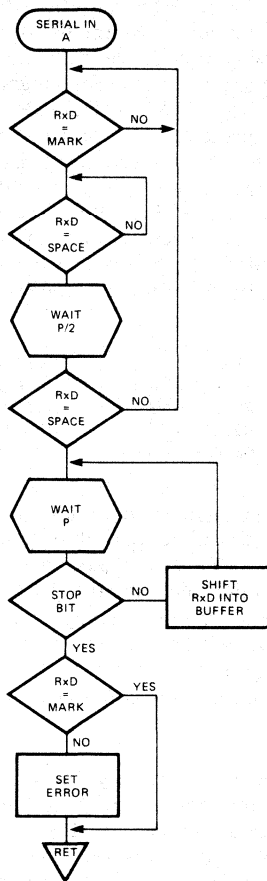 SERIAL IN
A
RxD
=
MARK
NO
RxD
=
SPACE
NO
WAIT
P/2
RxD
=
SPACE
NO
WAIT
P
STOP
BIT
NO
SHIFT
RxD INTO
BUFFER
YES
RxD
=
MARK
YES
NO
SET
ERROR
RET